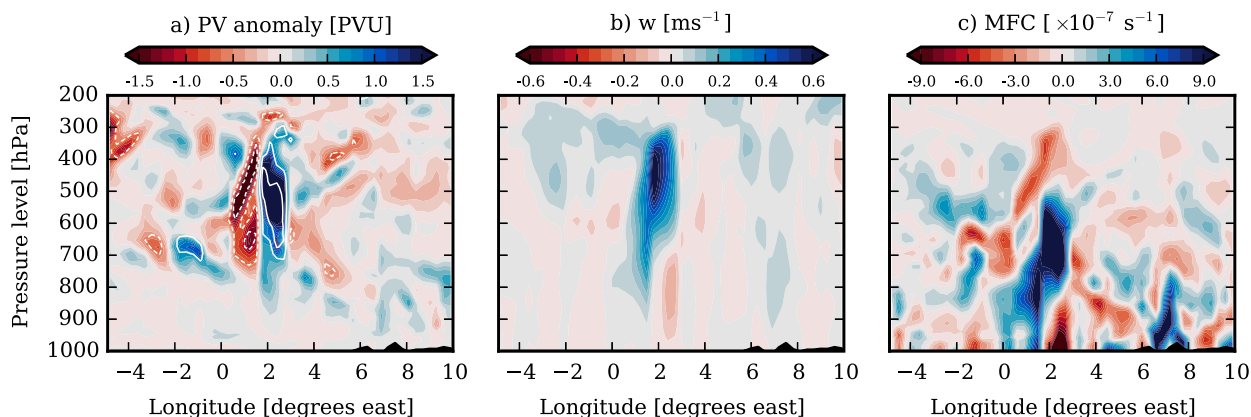 a) PV anomaly [PVU]
b) w [ms⁻¹]
c) MFC [ ×10⁻⁷ s⁻¹]
-1.5 -1.0 -0.5 0.0 0.5 1.0 1.5
-0.6 -0.4 -0.2 0.0 0.2 0.4 0.6
-9.0 -6.0 -3.0 0.0 3.0 6.0 9.0
Pressure level [hPa]
200
300
400
500
600
700
800
900
1000
−4 −2 0 2 4 6 8 10
−4 −2 0 2 4 6 8 10
−4 −2 0 2 4 6 8 10
Longitude [degrees east]
Longitude [degrees east]
Longitude [degrees east]